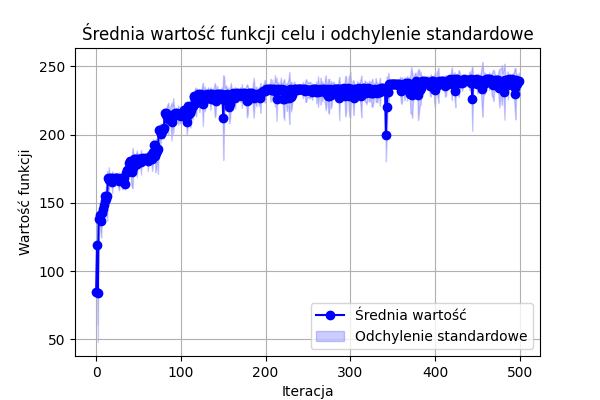 Średnia wartość funkcji celu i odchylenie standardowe
250
200
150
100
50
Wartość funkcji
0 100 200 300 400 500
Iteracja
Średnia wartość
Odchylenie standardowe